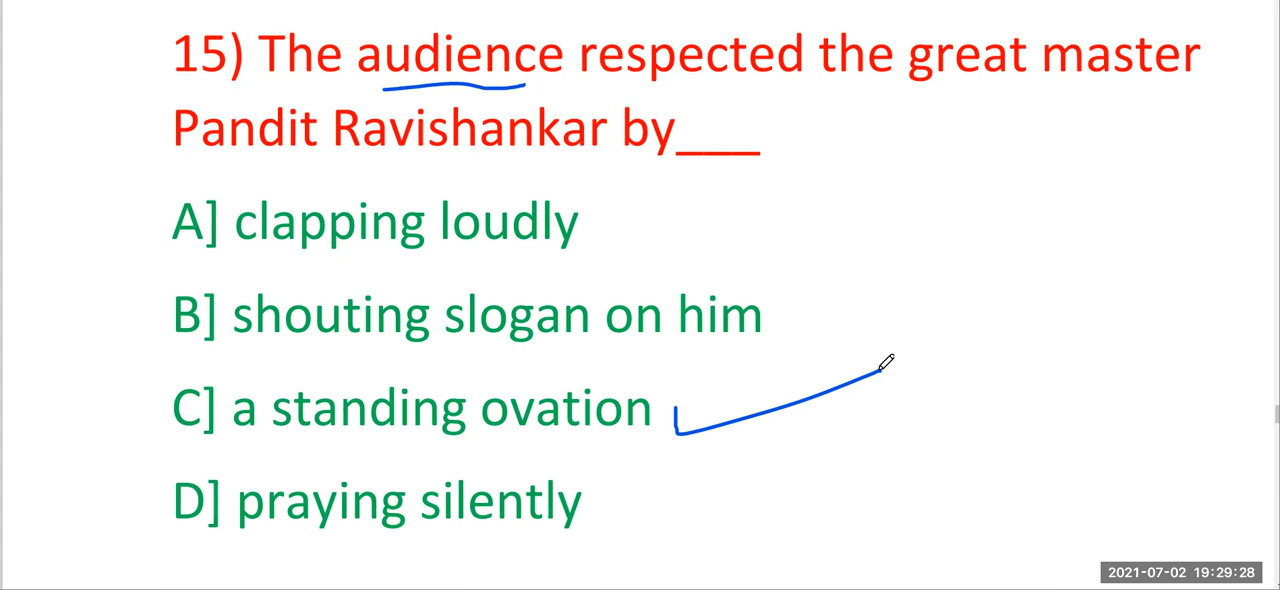 15) The audience respected the great master
Pandit Ravishankar by___
A] clapping loudly
B] shouting slogan on him
C] a standing ovation
D] praying silently
2021-07-02 19:29:28